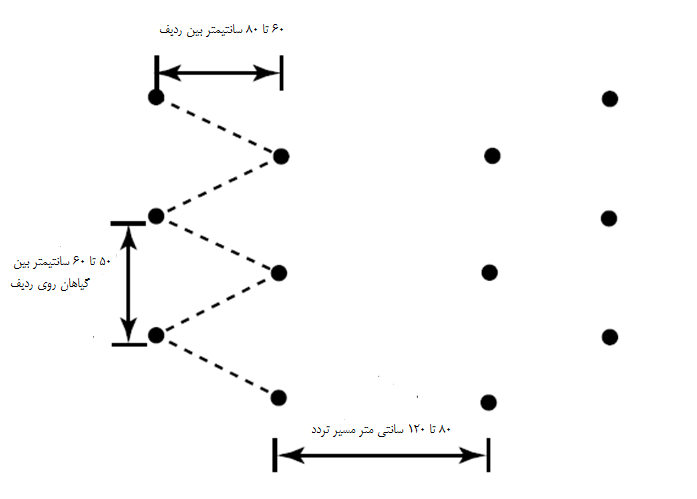 ۶۰ تا ۸۰ سانتیمتر بین ردیف
۵۰ تا ۶۰ سانتیمتر بین
گیاهان روی ردیف
۸۰ تا ۱۲۰ سانتی متر مسیر تردد